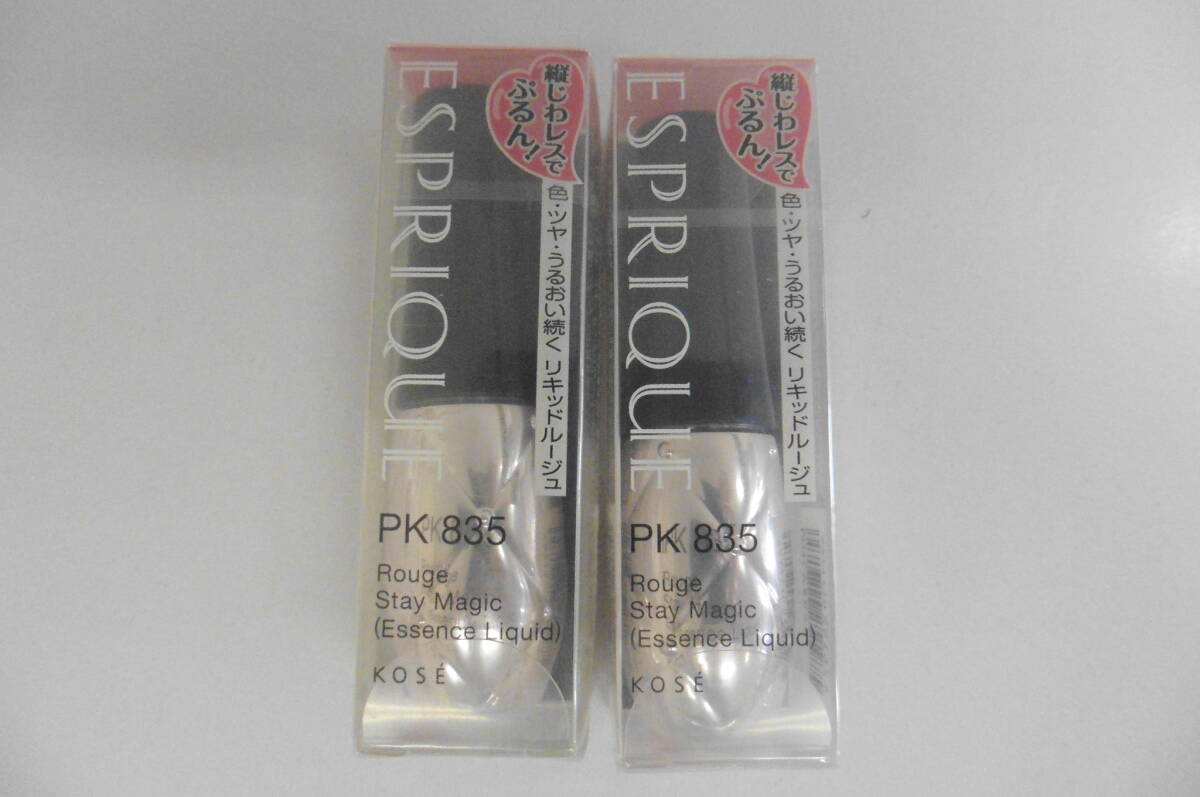 ESPRIQUE
縦じわレスで
ぷるん!
色・ツヤ・うるおい続く リキッドルージュ
PK 835
Rouge
Stay Magic
(Essence Liquid)
KOSÉ
ESPRIQUE
縦じわレスで
ぷるん!
色・ツヤ・うるおい続く リキッドルージュ
PK 835
Rouge
Stay Magic
(Essence Liquid)
KOSÉ